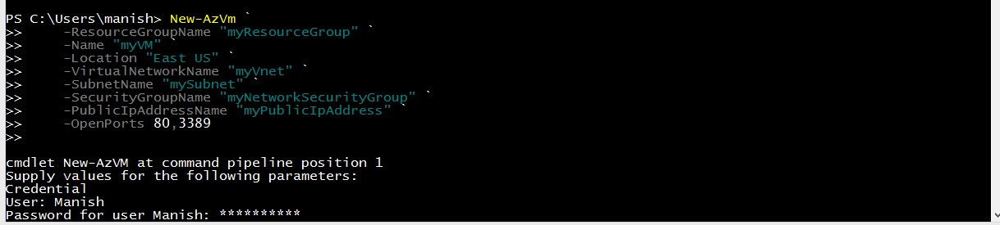 PS C:\Users\manish> New-AzVm `
>>     -ResourceGroupName "myResourceGroup" `
>>     -Name "myVM" `
>>     -Location "East US" `
>>     -VirtualNetworkName "myVnet" `
>>     -SubnetName "mySubnet" `
>>     -SecurityGroupName "myNetworkSecurityGroup" `
>>     -PublicIpAddressName "myPublicIpAddress" `
>>     -OpenPorts 80,3389
>>
cmdlet New-AzVM at command pipeline position 1
Supply values for the following parameters:
Credential
User: Manish
Password for user Manish: **********